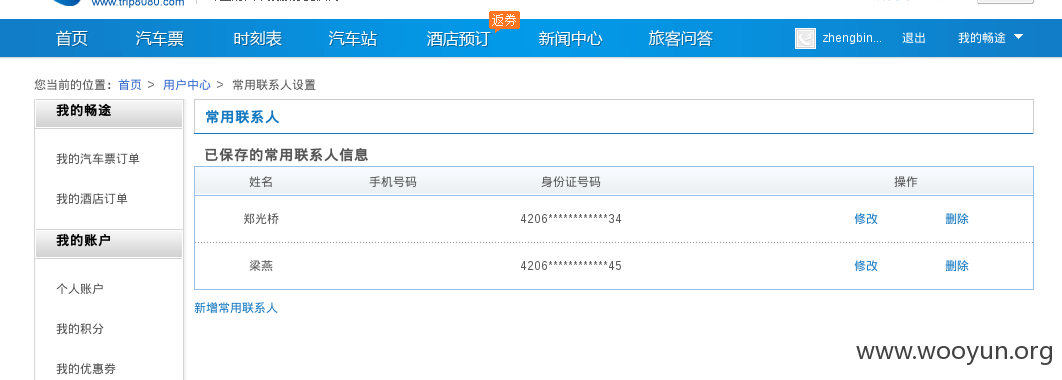 www.trip8080.com
返券
首页 汽车票 时刻表 汽车站 酒店预订 新闻中心 旅客问答 zhengbin... 退出 我的畅途
您当前的位置：首页 > 用户中心 > 常用联系人设置
我的畅途
我的汽车票订单
我的酒店订单
我的账户
个人账户
我的积分
我的优惠券
常用联系人
已保存的常用联系人信息
姓名 手机号码 身份证号码 操作
郑光桥 4206************34 修改 删除
梁燕 4206************45 修改 删除
新增常用联系人
www.wooyun.org